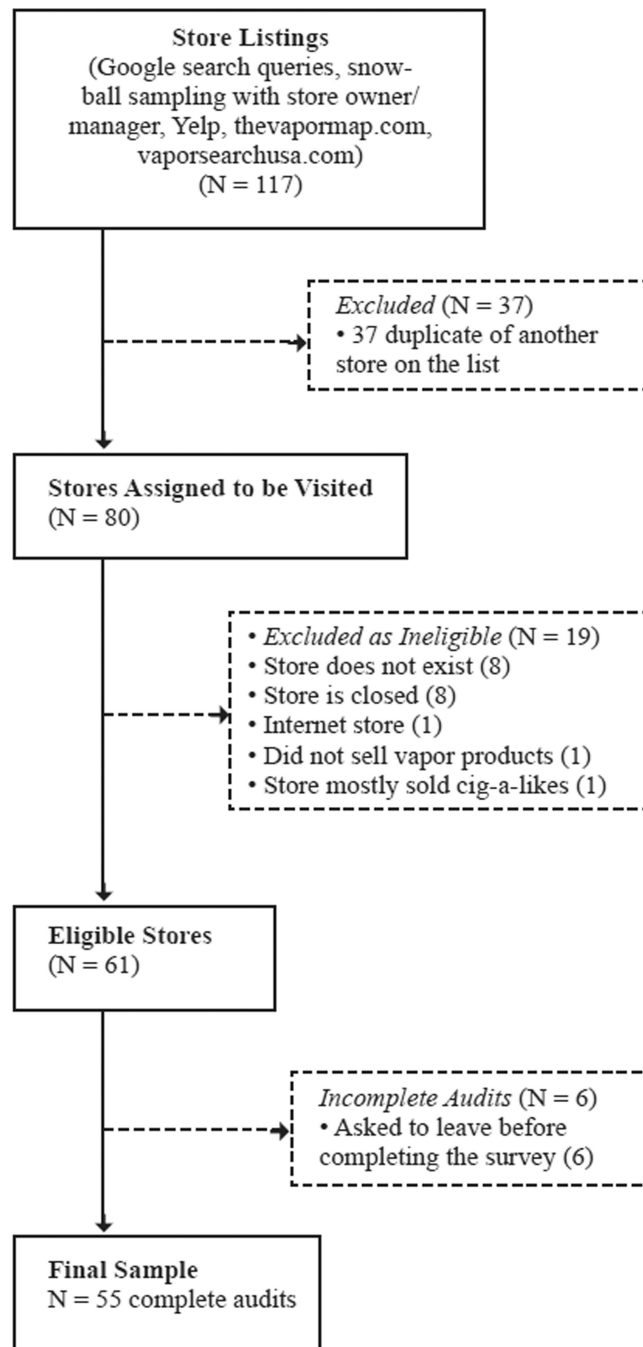 Store Listings
(Google search queries, snow-
ball sampling with store owner/
manager, Yelp, thevapormap.com,
vaporsearchusa.com)
(N = 117)
Excluded (N = 37)
• 37 duplicate of another
store on the list
Stores Assigned to be Visited
(N = 80)
• Excluded as Ineligible (N = 19)
• Store does not exist (8)
• Store is closed (8)
• Internet store (1)
• Did not sell vapor products (1)
• Store mostly sold cig-a-likes (1)
Eligible Stores
(N = 61)
Incomplete Audits (N = 6)
• Asked to leave before
completing the survey (6)
Final Sample
N = 55 complete audits